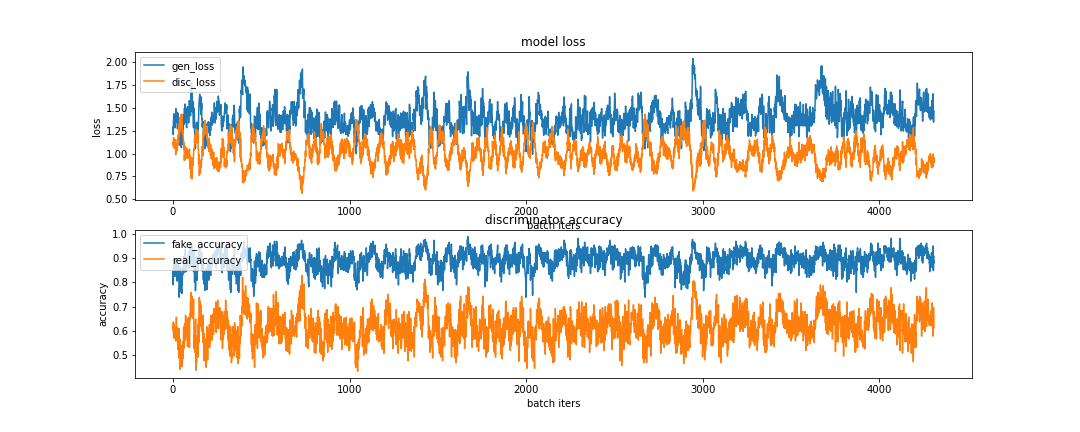 model loss
2.00
1.75
1.50
1.25
1.00
0.75
0.50
loss
gen_loss
disc_loss
0
1000
2000
3000
4000
batch iters
discriminator accuracy
1.0
0.9
0.8
0.7
0.6
0.5
accuracy
fake_accuracy
real_accuracy
0
1000
2000
3000
4000
batch iters